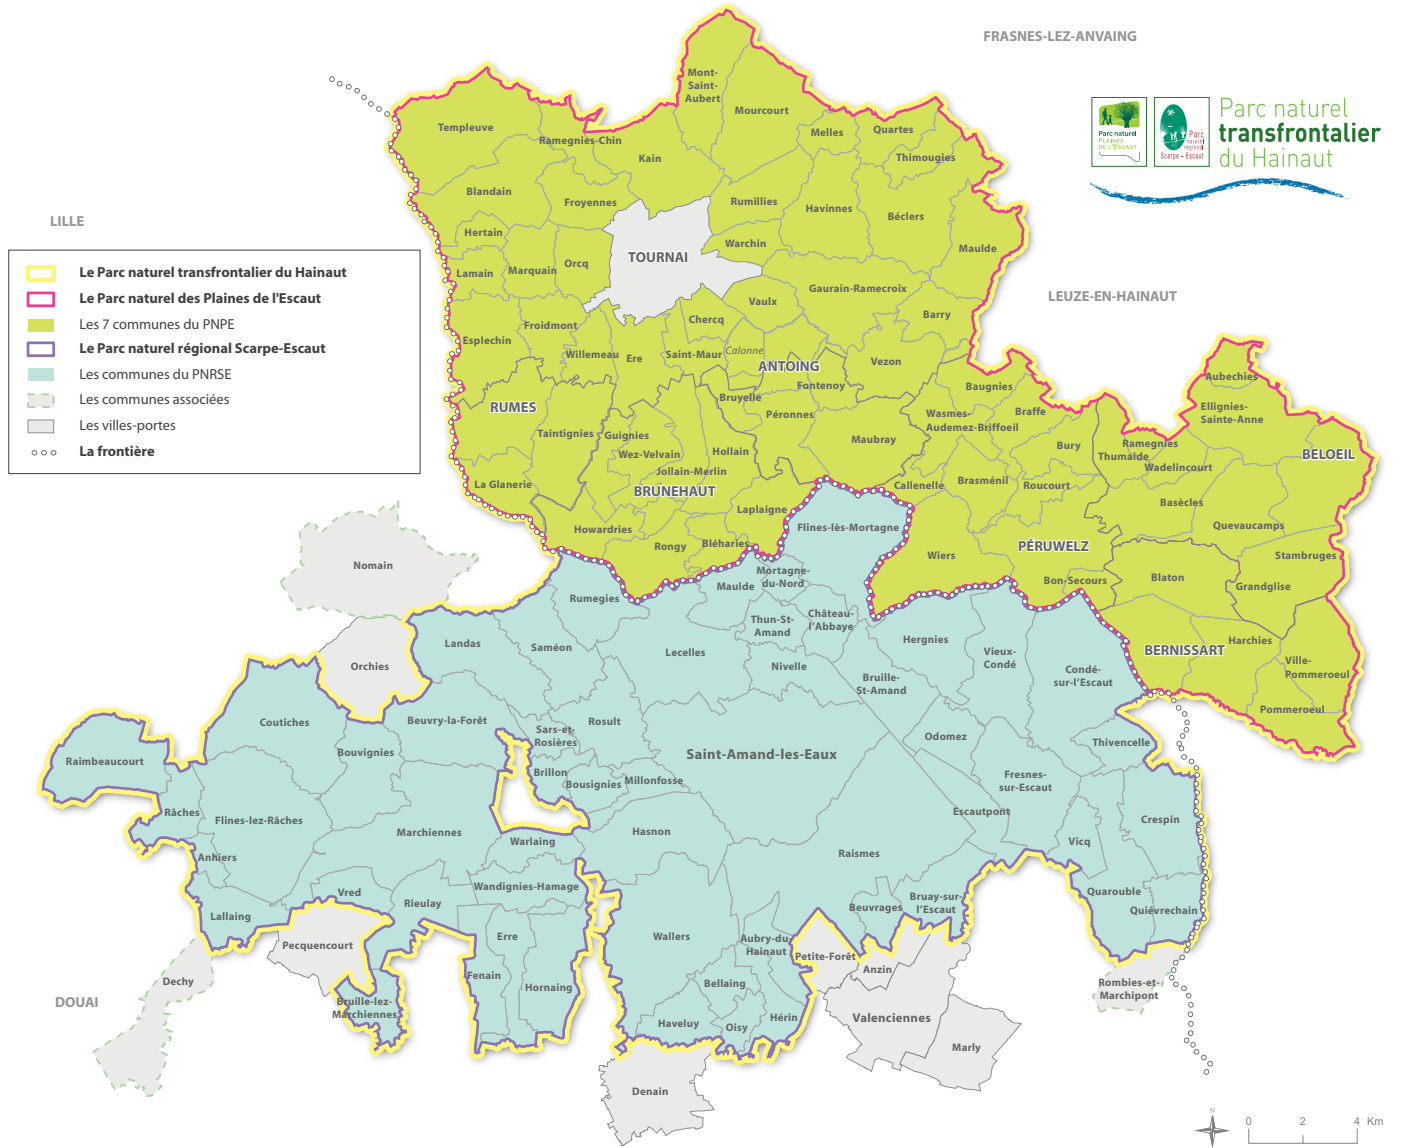 FRASNES-LEZ-ANVAING
Parc naturel
PLAINES
DE L'ESCAUT
Parc
naturel
régional
Scarpe - Escaut
Parc naturel
transfrontalier
du Hainaut
LILLE
Le Parc naturel transfrontalier du Hainaut
Le Parc naturel des Plaines de l'Escaut
Les 7 communes du PNPE
Le Parc naturel régional Scarpe-Escaut
Les communes du PNRSE
Les communes associées
Les villes-portes
La frontière
Mont-
Saint-
Aubert
Mourcourt
Templeuve
Ramegnies-Chin
Kain
Melles
Quartes
Thimougies
Blandain
Froyennes
Rumillies
Havinnes
Béclers
Hertain
Warchin
Maulde
TOURNAI
Lamain
Marquain
Orcq
Gaurain-Ramecroix
LEUZE-EN-HAINAUT
Vaulx
Barry
Froidmont
Chercq
Esplechin
Willemeau
Ere
Saint-Maur
Calonne
ANTOING
Vezon
Fontenoy
Bruyelle
Péronnes
RUMES
Taintignies
Guignies
Wez-Velvain
Hollain
Jollain-Merlin
Maubray
La Glanerie
BRUNEHAUT
Laplaigne
Howardries
Rongy
Bléharies
Baugnies
Wasmes-
Audemez-Briffoeil
Braffe
Bury
Callenelle
Brasménil
Roucourt
Wiers
PÉRUWELZ
Bon-Secours
Aubechies
Ellignies-
Sainte-Anne
Ramegnies
Thumaide
Wadelincourt
BELOEIL
Basècles
Quevaucamps
Stambruges
Blaton
Grandglise
BERNISSART
Harchies
Ville-
Pommeroeul
Pommeroeul
Nomain
Orchies
Flines-lès-Mortagne
Mortagne-
du-Nord
Maulde
Rumegies
Thun-St-
Amand
Château-
l'Abbaye
Landas
Saméon
Lecelles
Nivelle
Hergnies
Vieux-
Condé
Condé-
sur-l'Escaut
Bruille-
St-Amand
Coutiches
Beuvry-la-Forêt
Bouvignies
Sars-et-
Rosières
Rosult
Saint-Amand-les-Eaux
Odomez
Thivencelle
Raimbeaucourt
Brillon
Bousignies
Millonfosse
Fresnes-
sur-Escaut
Râches
Flines-lez-Râches
Marchiennes
Warlaing
Hasnon
Escautpont
Crespin
Vicq
Anhiers
Raismes
Vred
Rieulay
Wandignies-Hamage
Beuvrages
Bruay-sur-
l'Escaut
Quarouble
Quiévrechain
Lallaing
Pecquencourt
Erre
Wallers
Aubry-du-
Hainaut
Petite-Forêt
Anzin
Dechy
Fenain
Hornaing
Bellaing
Rombies-et-
Marchipont
DOUAI
Bruille-lez-
Marchiennes
Haveluy
Oisy
Hérin
Valenciennes
Marly
Denain
N
0 2 4 Km